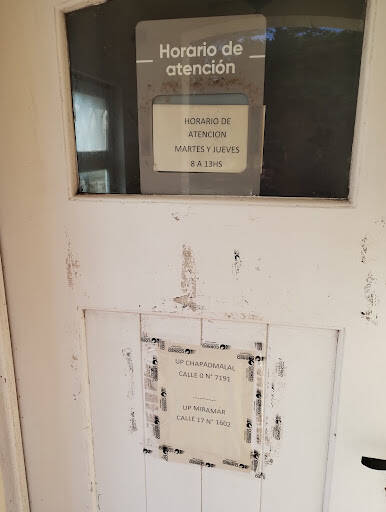 Horario de
atención
HORARIO DE
ATENCION
MARTES Y JUEVES
8 A 13HS
UP CHAPADMALAL
CALLE 0 N° 7191
UP MIRAMAR
CALLE 17 N° 1602